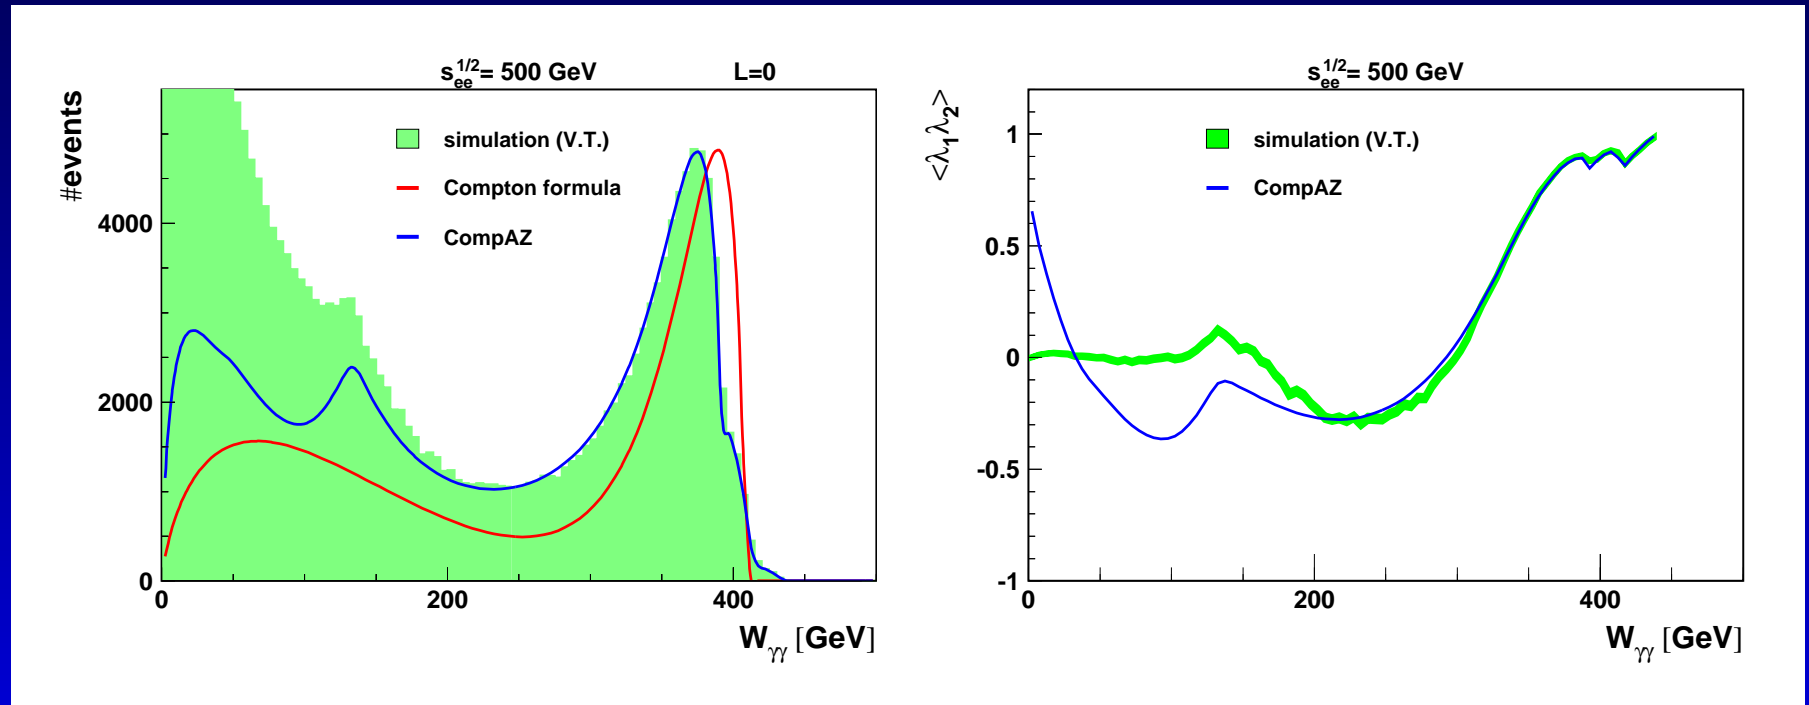 s_ee^1/2= 500 GeV L=0
#events
simulation (V.T.)
Compton formula
CompAZ
4000
2000
0
0 200 400
W_γγ [GeV]
s_ee^1/2= 500 GeV
<λ_1 λ_2>
simulation (V.T.)
CompAZ
1
0.5
0
-0.5
-1
0 200 400
W_γγ [GeV]